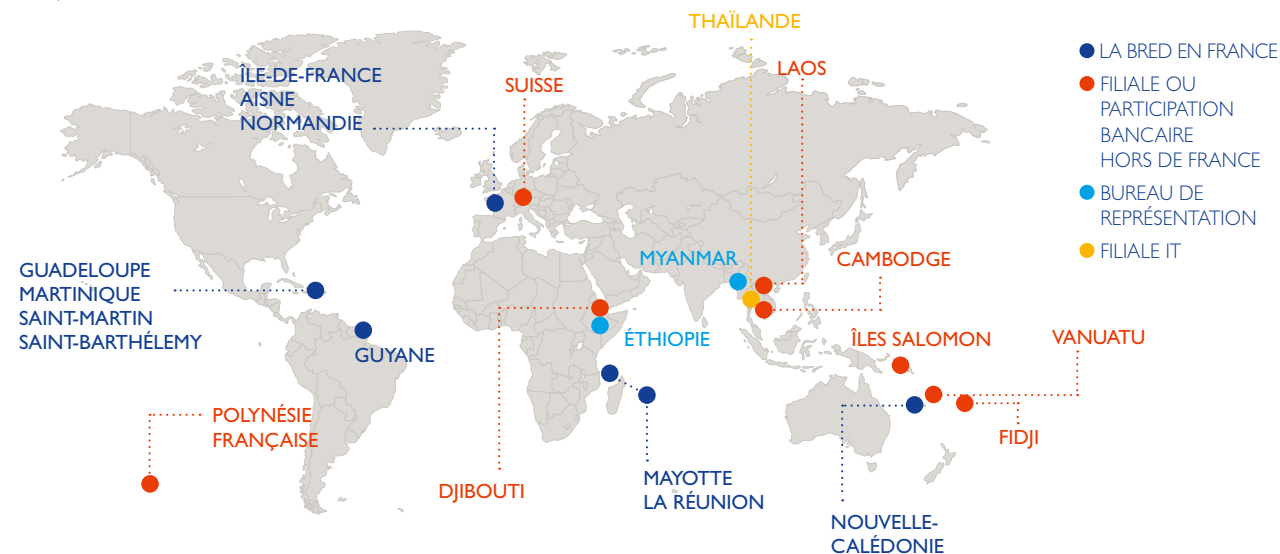 THAÏLANDE
ÎLE-DE-FRANCE
AISNE
NORMANDIE
SUISSE
LAOS
LA BRED EN FRANCE
FILIALE OU
PARTICIPATION
BANCAIRE
HORS DE FRANCE
BUREAU DE
REPRÉSENTATION
FILIALE IT
GUADELOUPE
MARTINIQUE
SAINT-MARTIN
SAINT-BARTHÉLEMY
MYANMAR
CAMBODGE
GUYANE
ÉTHIOPIE
ÎLES SALOMON
VANUATU
POLYNÉSIE
FRANÇAISE
FIDJI
DJIBOUTI
MAYOTTE
LA RÉUNION
NOUVELLE-
CALÉDONIE